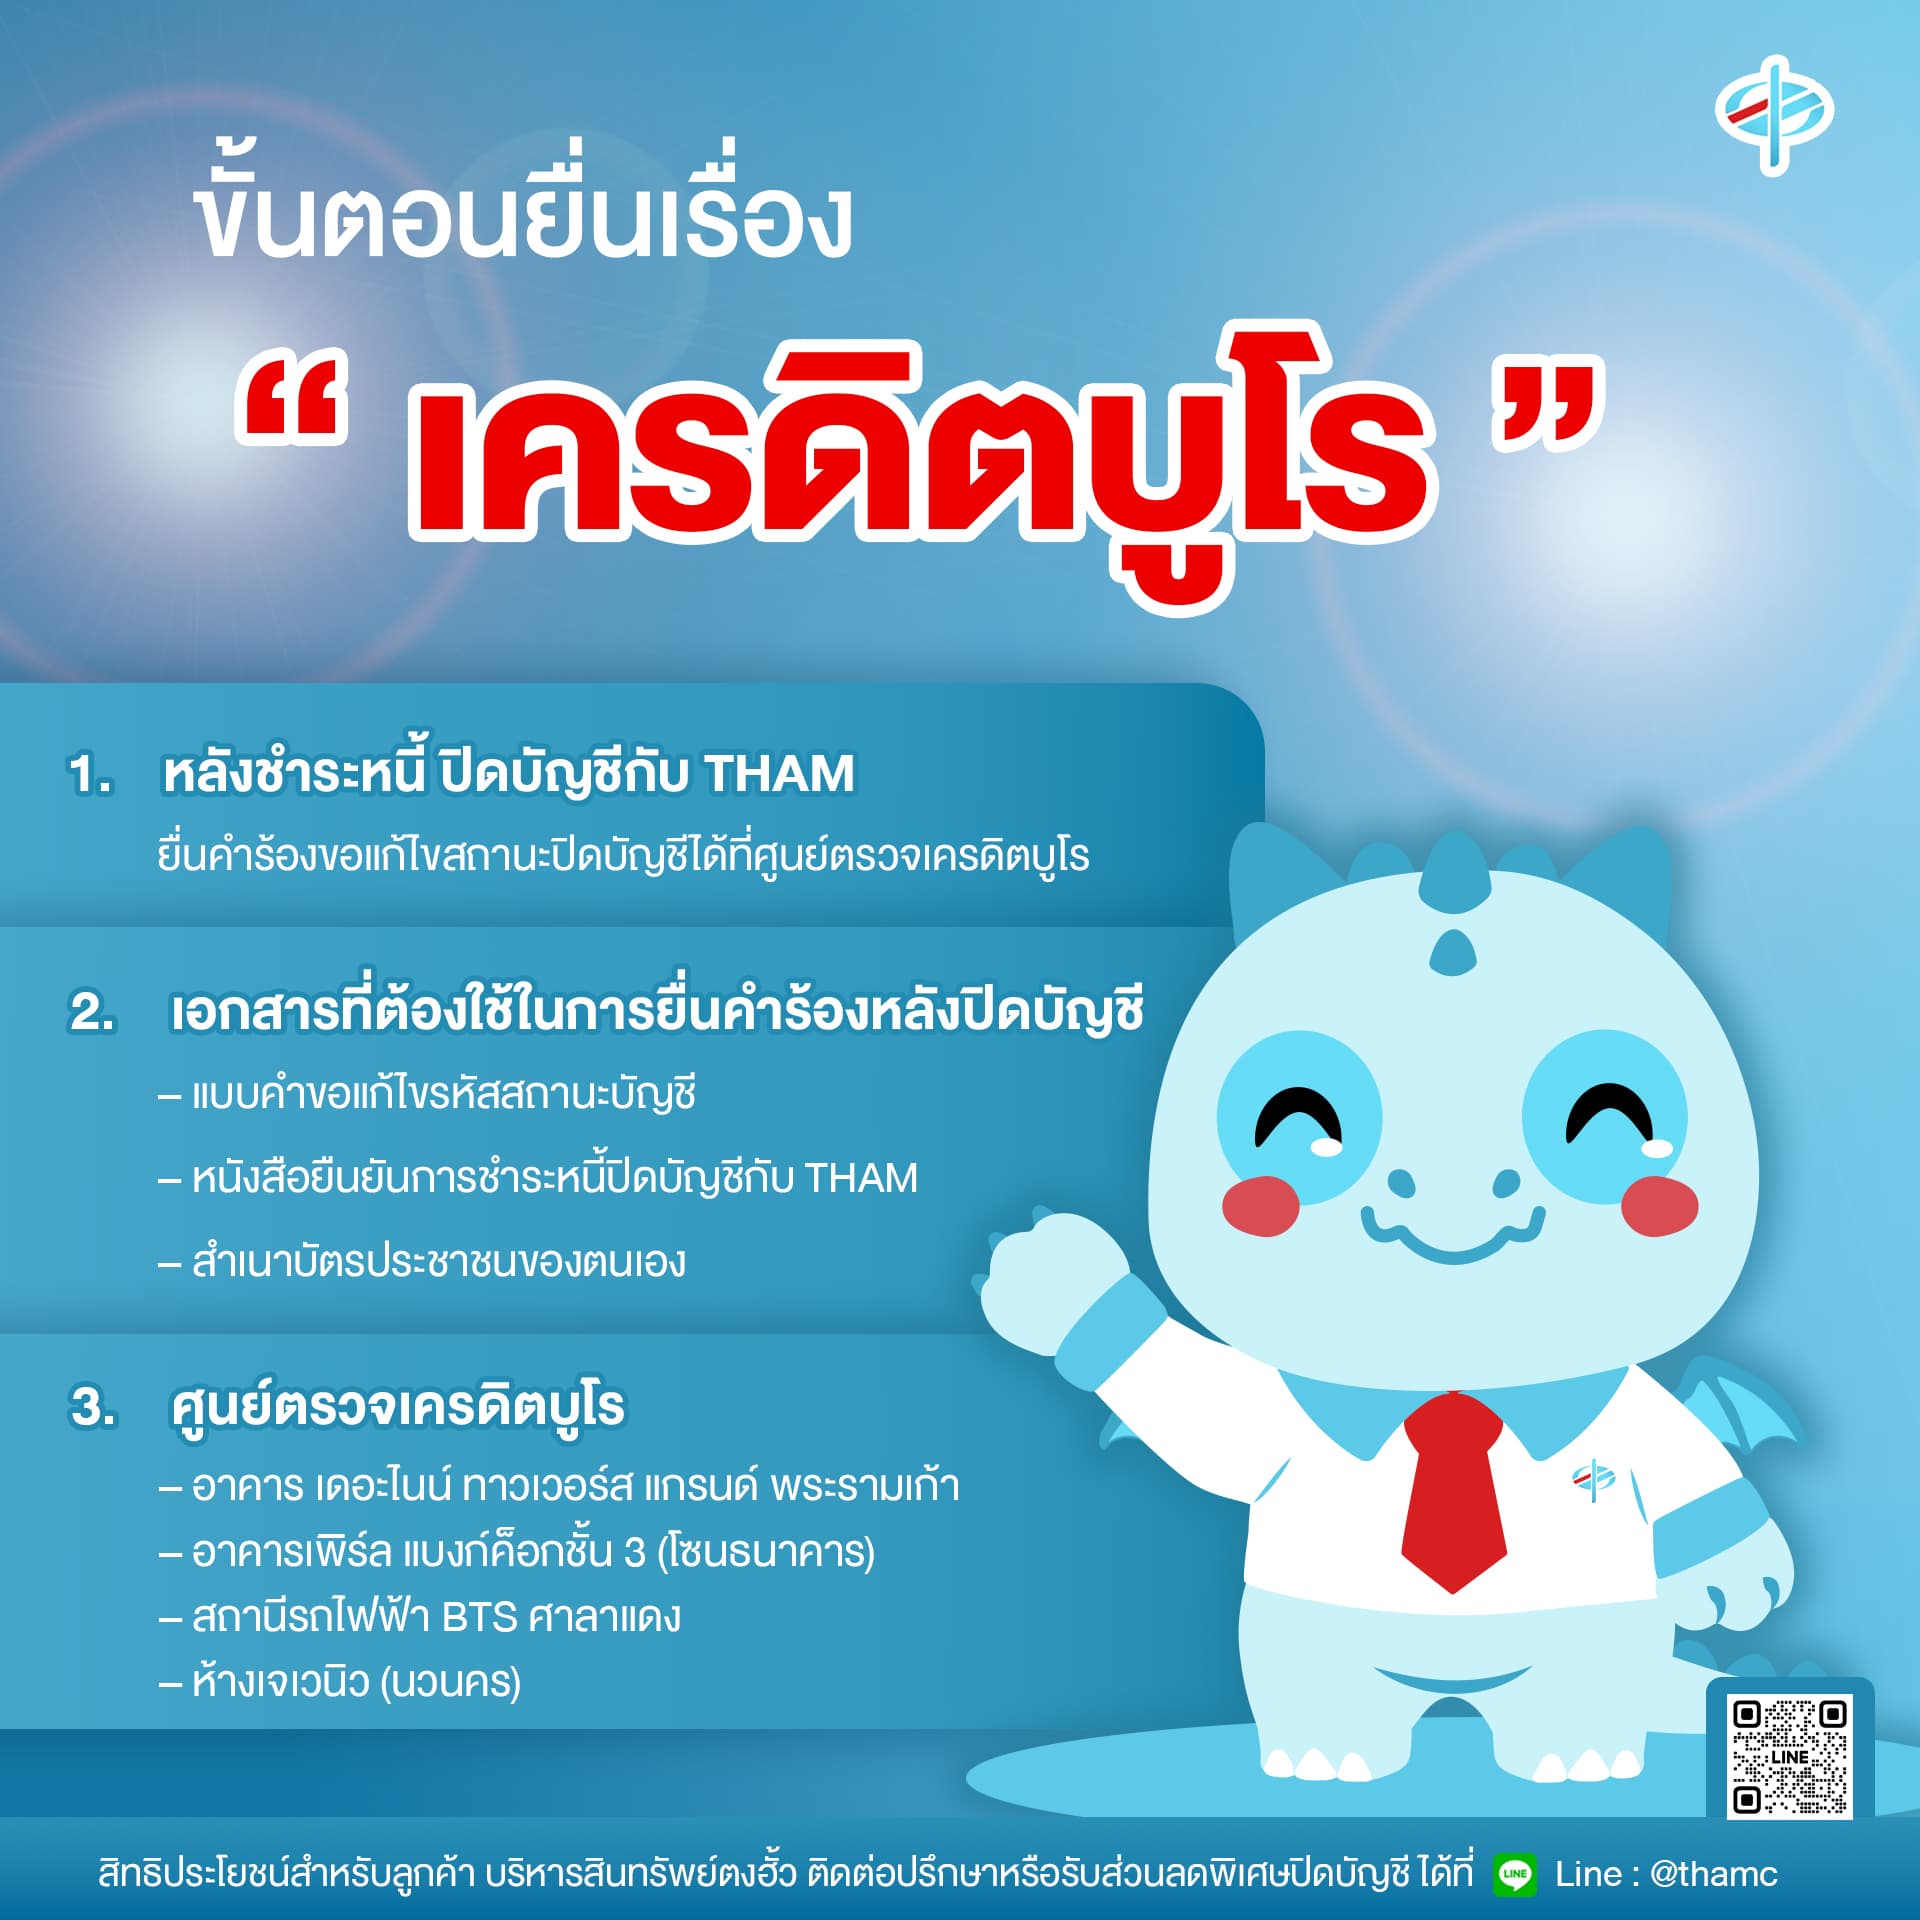 ขั้นตอนยื่นเรื่อง
“ เครดิตบูโร ”
1. หลังชำระหนี้ ปิดบัญชีกับ THAM
ยื่นคำร้องขอแก้ไขสถานะปิดบัญชีได้ที่ศูนย์ตรวจเครดิตบูโร
2. เอกสารที่ต้องใช้ในการยื่นคำร้องหลังปิดบัญชี
– แบบคำขอแก้ไขรหัสสถานะบัญชี
– หนังสือยืนยันการชำระหนี้ปิดบัญชีกับ THAM
– สำเนาบัตรประชาชนของตนเอง
3. ศูนย์ตรวจเครดิตบูโร
– อาคาร เดอะไนน์ ทาวเวอร์ส แกรนด์ พระรามเก้า
– อาคารเพิร์ล แบงก์ค็อกชั้น 3 (โซนธนาคาร)
– สถานีรถไฟฟ้า BTS ศาลาแดง
– ห้างเจเวนิว (นวนคร)
LINE
สิทธิประโยชน์สำหรับลูกค้า บริหารสินทรัพย์ตงฮั้ว ติดต่อปรึกษาหรือรับส่วนลดพิเศษปิดบัญชี ได้ที่ LINE Line : @thamc